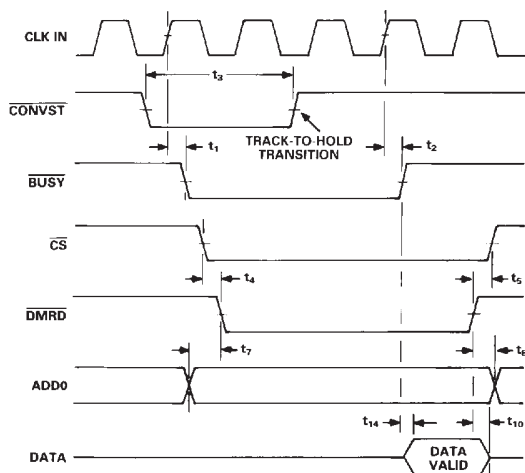 CLK IN
t3
CONVST
TRACK-TO-HOLD
TRANSITION
t1
t2
BUSY
CS
t4
t5
DMRD
t7
t8
ADD0
t14
t10
DATA
DATA
VALID